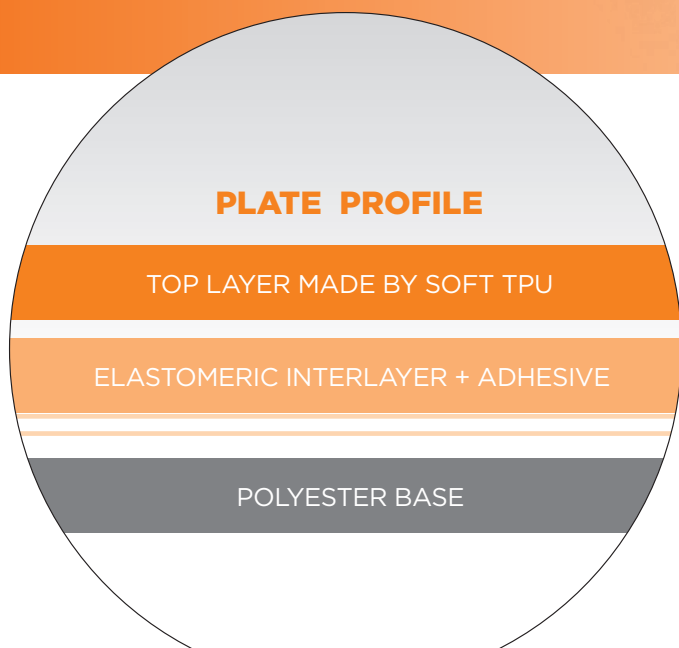 PLATE PROFILE
TOP LAYER MADE BY SOFT TPU
ELASTOMERIC INTERLAYER + ADHESIVE
POLYESTER BASE